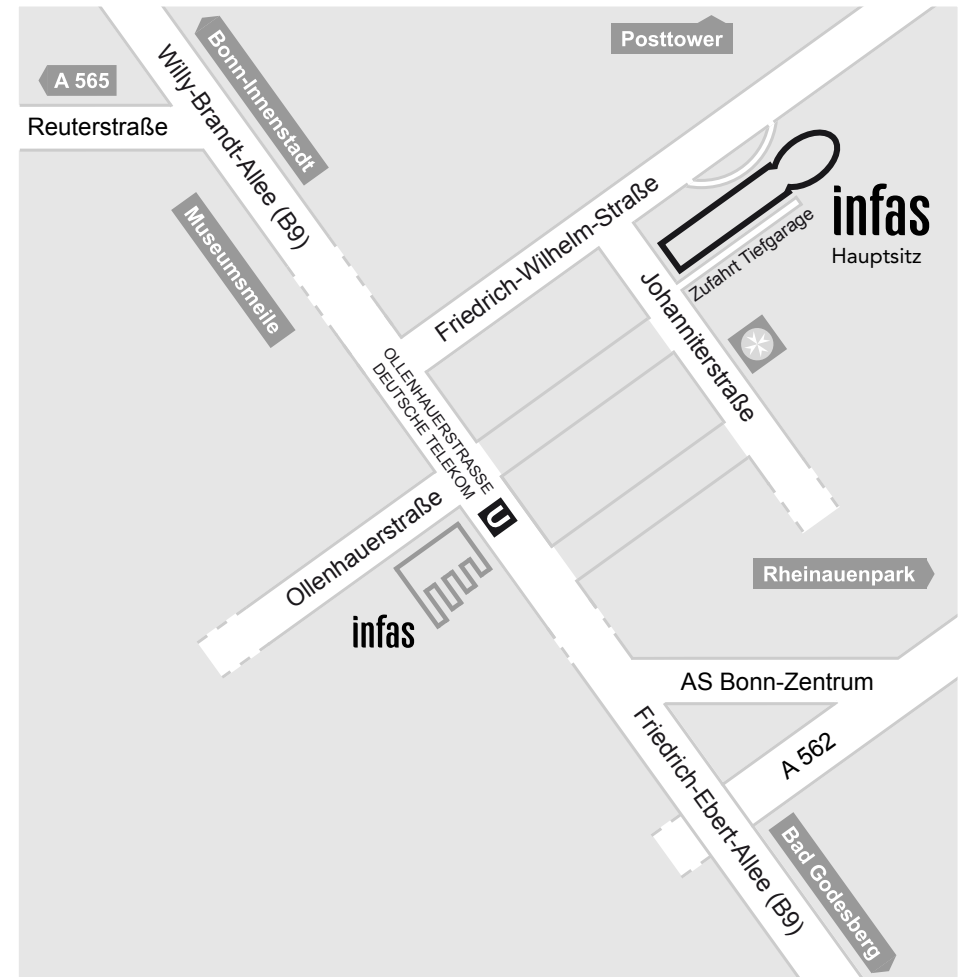 Posttower
A 565
Bonn-Innenstadt
Willy-Brandt-Allee (B9)
Reuterstraße
Museumsmeile
Friedrich-Wilhelm-Straße
infas
Hauptsitz
Zufahrt Tiefgarage
Johanniterstraße
OLLENHAUERSTRASSE
DEUTSCHE TELEKOM
U
Ollenhauerstraße
infas
Rheinauenpark
AS Bonn-Zentrum
A 562
Friedrich-Ebert-Allee (B9)
Bad Godesberg